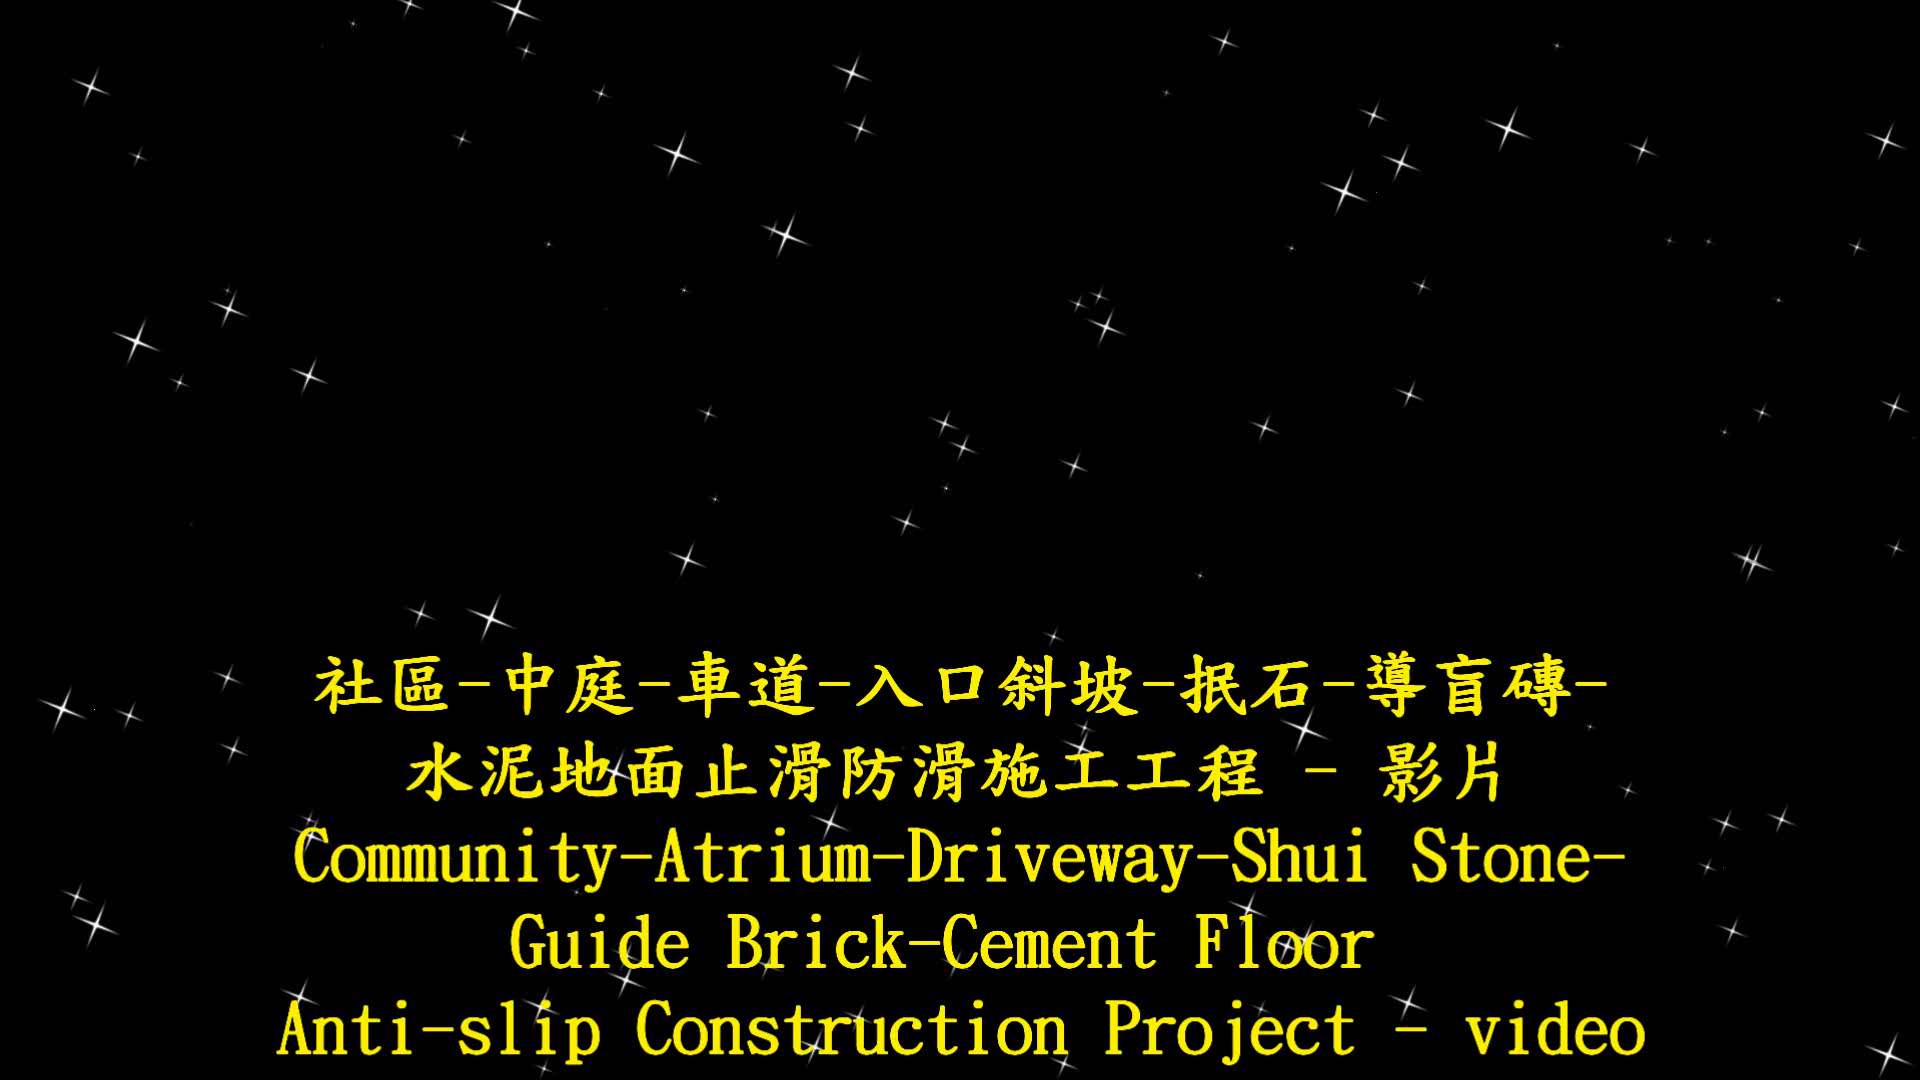 社區-中庭-車道-入口斜坡-抿石-導盲磚-
水泥地面止滑防滑施工工程 - 影片
Community-Atrium-Driveway-Shui Stone-
Guide Brick-Cement Floor
Anti-slip Construction Project - video